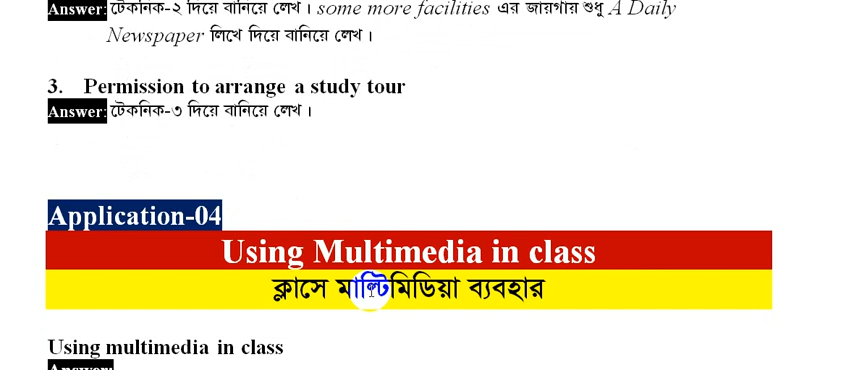 Answer: টেকনিক-২ দিয়ে বানিয়ে লেখ। some more facilities এর জায়গায় শুধু A Daily
Newspaper লিখে দিয়ে বানিয়ে লেখ।
3. Permission to arrange a study tour
Answer: টেকনিক-৩ দিয়ে বানিয়ে লেখ।
Application-04
Using Multimedia in class
ক্লাসে মাল্টিমিডিয়া ব্যবহার
Using multimedia in class
Answer: